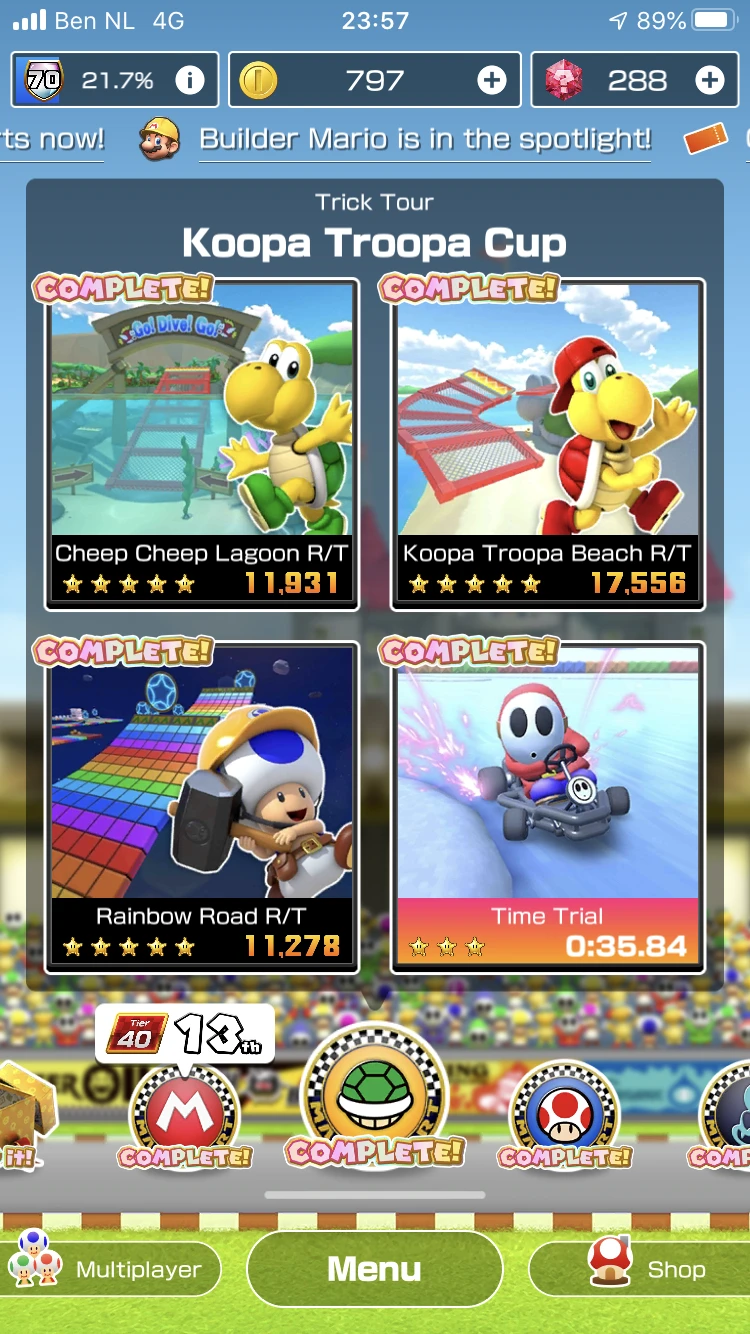 Ben NL 4G 23:57 89%
70 21.7% i 797 + 288 +
rts now! Builder Mario is in the spotlight!
Trick Tour
Koopa Troopa Cup
COMPLETE! COMPLETE!
Go! Dive! Go!
Cheep Cheep Lagoon R/T Koopa Troopa Beach R/T
11,931 17,556
COMPLETE! COMPLETE!
Rainbow Road R/T Time Trial
11,278 0:35.84
Tier
40 13th
M
it! COMPLETE! COMPLETE! COMPLETE! COMP
Multiplayer Menu Shop